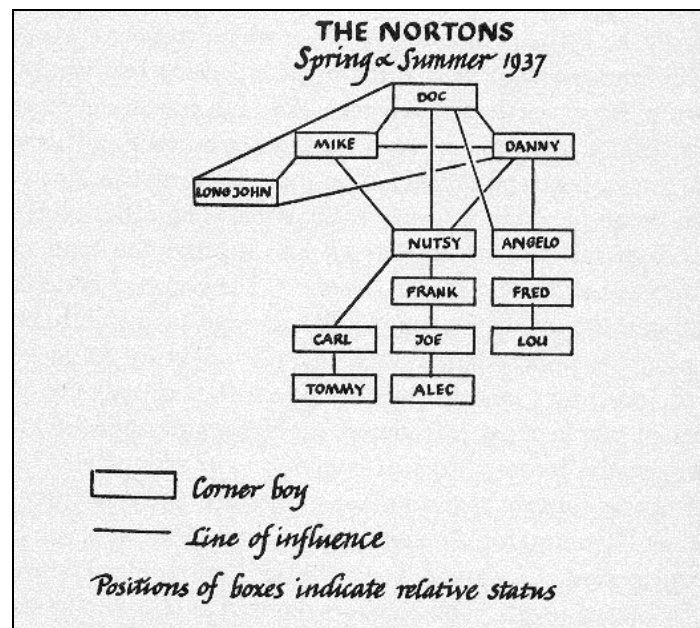 THE NORTONS
Spring & Summer 1937
DOC
MIKE
DANNY
LONG JOHN
NUTSY
ANGELO
FRANK
FRED
CARL
JOE
LOU
TOMMY
ALEC
Corner boy
Line of influence
Positions of boxes indicate relative status